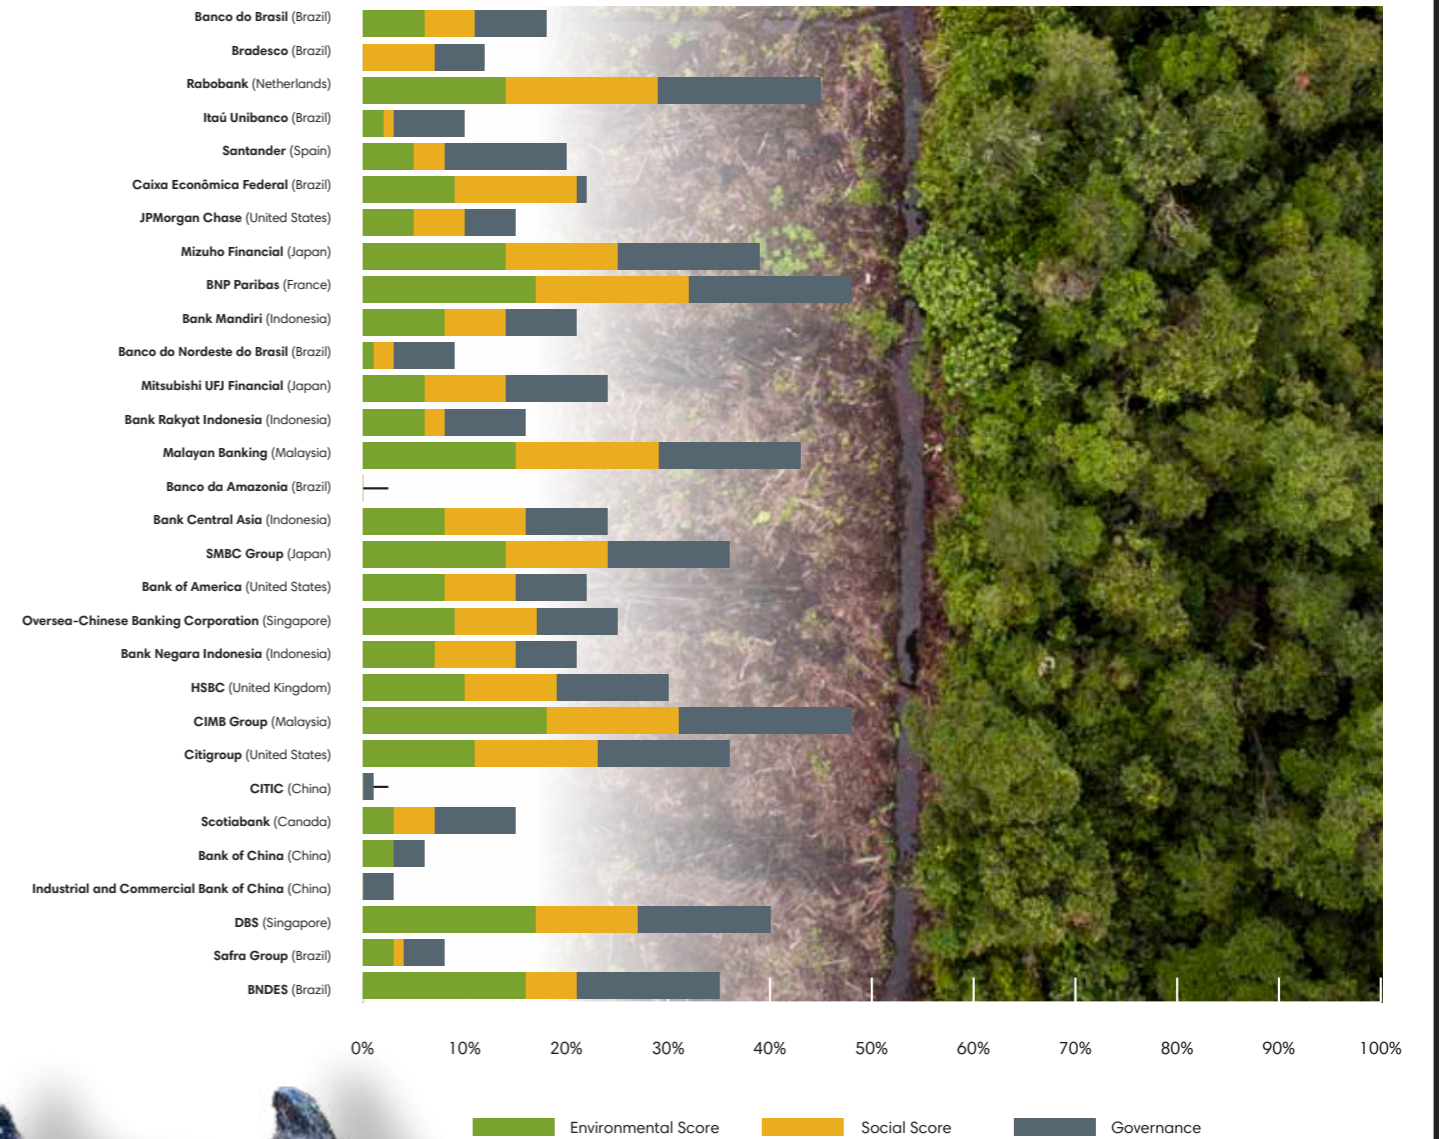 Banco do Brasil (Brazil)
Bradesco (Brazil)
Rabobank (Netherlands)
Itaú Unibanco (Brazil)
Santander (Spain)
Caixa Econômica Federal (Brazil)
JPMorgan Chase (United States)
Mizuho Financial (Japan)
BNP Paribas (France)
Bank Mandiri (Indonesia)
Banco do Nordeste do Brasil (Brazil)
Mitsubishi UFJ Financial (Japan)
Bank Rakyat Indonesia (Indonesia)
Malayan Banking (Malaysia)
Banco da Amazonia (Brazil)
Bank Central Asia (Indonesia)
SMBC Group (Japan)
Bank of America (United States)
Oversea-Chinese Banking Corporation (Singapore)
Bank Negara Indonesia (Indonesia)
HSBC (United Kingdom)
CIMB Group (Malaysia)
Citigroup (United States)
CITIC (China)
Scotiabank (Canada)
Bank of China (China)
Industrial and Commercial Bank of China (China)
DBS (Singapore)
Safra Group (Brazil)
BNDES (Brazil)
0% 10% 20% 30% 40% 50% 60% 70% 80% 90% 100%
Environmental Score Social Score Governance